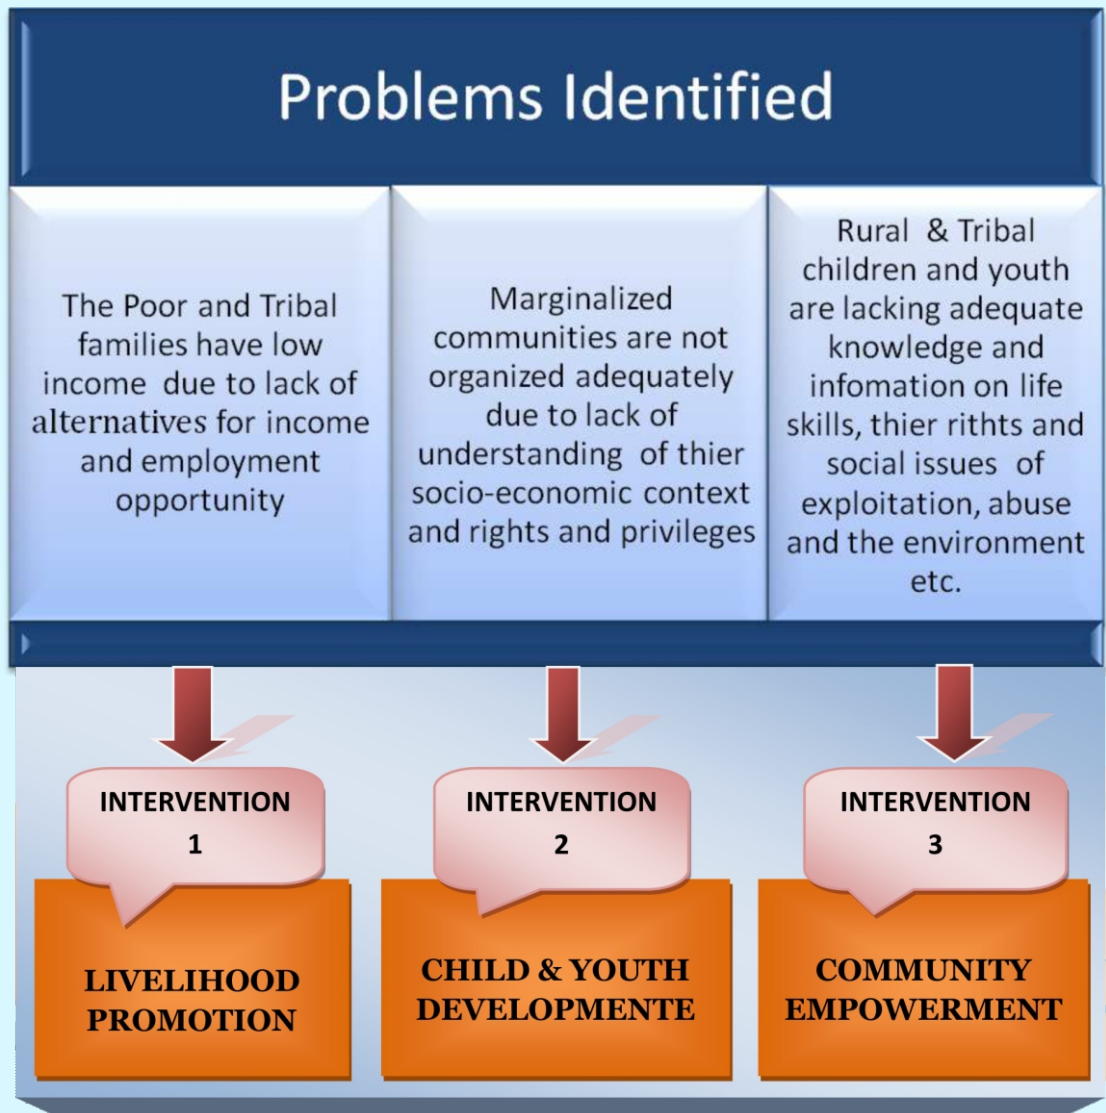 Problems Identified
The Poor and Tribal
families have low
income due to lack of
alternatives for income
and employment
opportunity
Marginalized
communities are not
organized adequately
due to lack of
understanding of thier
socio-economic context
and rights and privileges
Rural & Tribal
children and youth
are lacking adequate
knowledge and
infomation on life
skills, thier rithts and
social issues of
exploitation, abuse
and the environment
etc.
INTERVENTION
1
LIVELIHOOD
PROMOTION
INTERVENTION
2
CHILD & YOUTH
DEVELOPMENTE
INTERVENTION
3
COMMUNITY
EMPOWERMENT